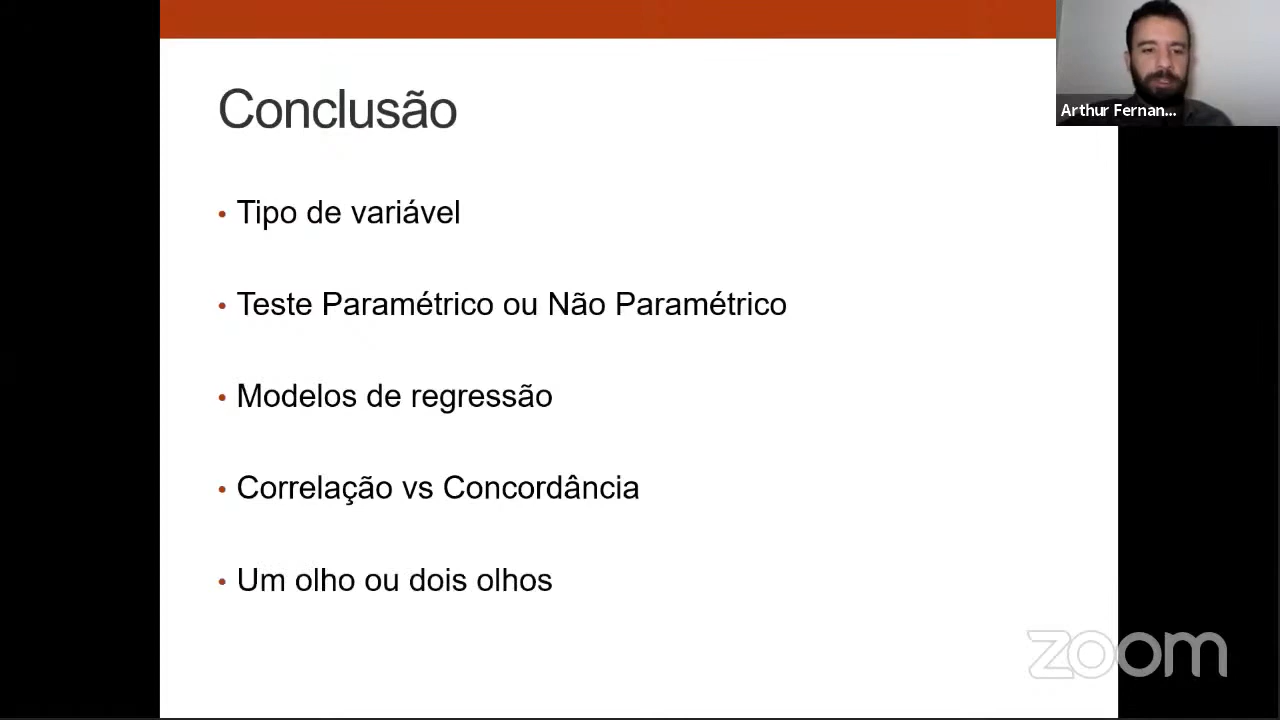 Conclusão
Arthur Fernan...
• Tipo de variável
• Teste Paramétrico ou Não Paramétrico
• Modelos de regressão
• Correlação vs Concordância
• Um olho ou dois olhos
zoom